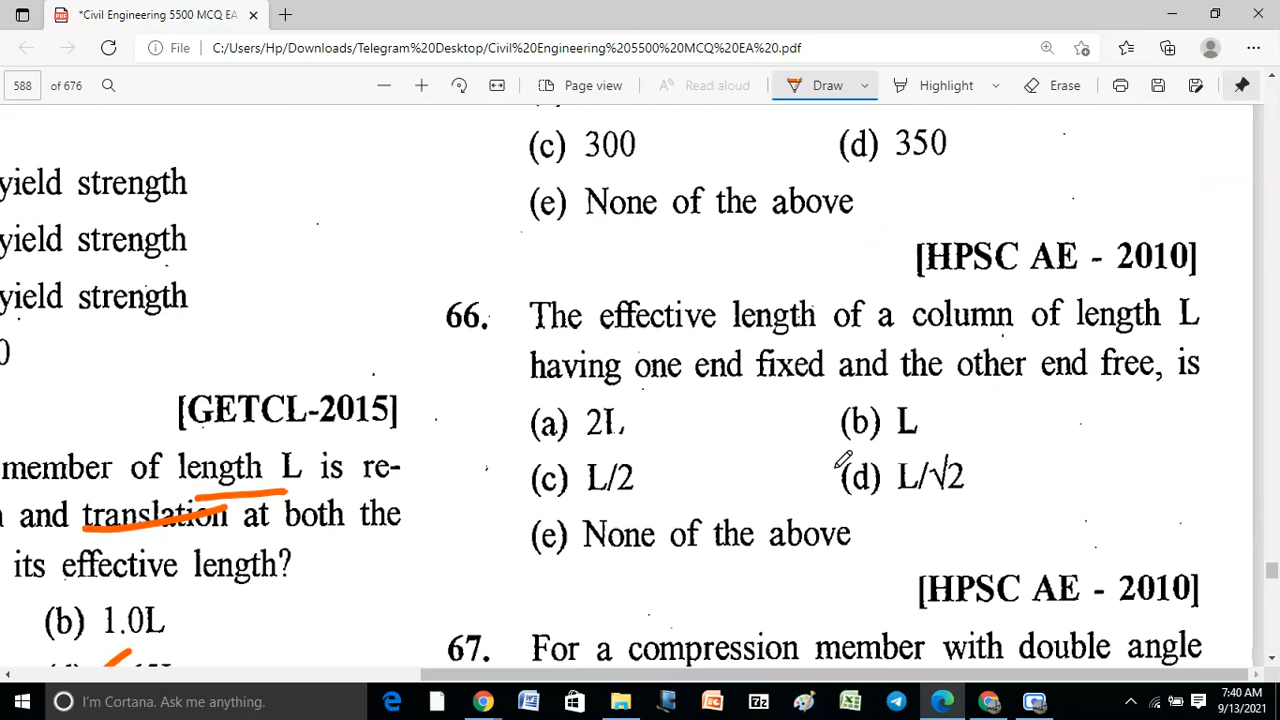 *Civil Engineering 5500 MCQ EA
File
C:/Users/Hp/Downloads/Telegram%20Desktop/Civil%20Engineering%205500%20MCQ%20EA%20.pdf
588 of 676
Page view
Read aloud
Draw
Highlight
Erase
yield strength
yield strength
yield strength
0
[GETCL-2015]
member of length L is re-
and translation at both the
its effective length?
(b) 1.0L
(c) 300 (d) 350
(e) None of the above
[HPSC AE - 2010]
66. The effective length of a column of length L
having one end fixed and the other end free, is
(a) 2L (b) L
(c) L/2 (d) L/√2
(e) None of the above
[HPSC AE - 2010]
67. For a compression member with double angle
I'm Cortana. Ask me anything.
7:40 AM
9/13/2021